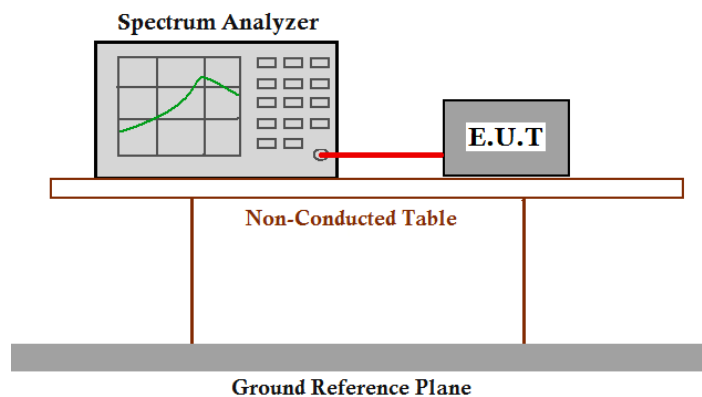 Spectrum Analyzer
E.U.T
Non-Conducted Table
Ground Reference Plane